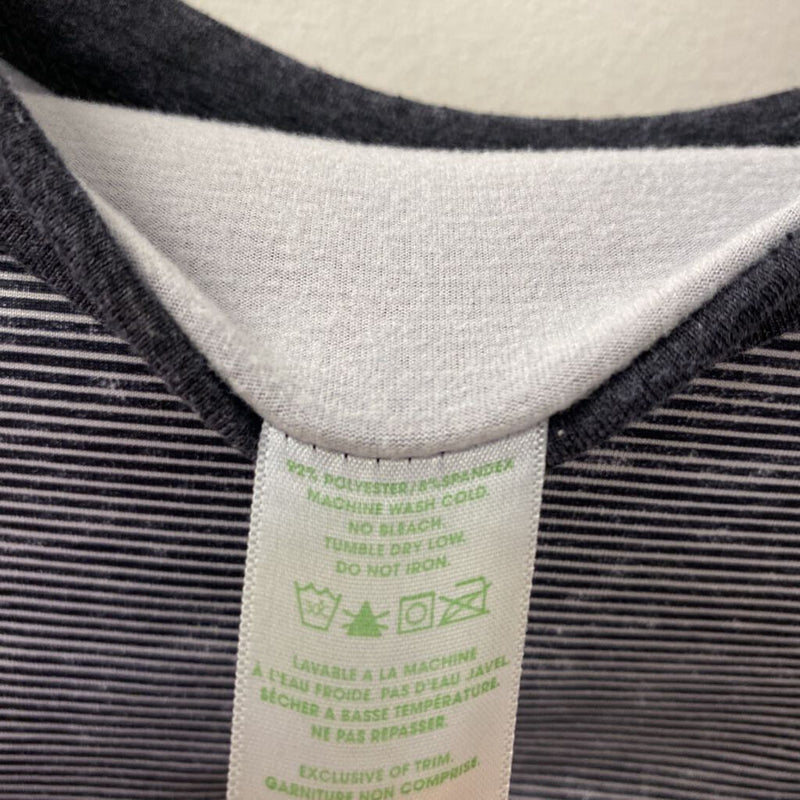 92% POLYESTER/8% SPANDEX
MACHINE WASH COLD.
NO BLEACH.
TUMBLE DRY LOW.
DO NOT IRON.
30C
LAVABLE A LA MACHINE
À L'EAU FROIDE. PAS D'EAU JAVEL.
SÉCHER A BASSE TEMPÉRATURE.
NE PAS REPASSER.
EXCLUSIVE OF TRIM.
GARNITURE NON COMPRISE.